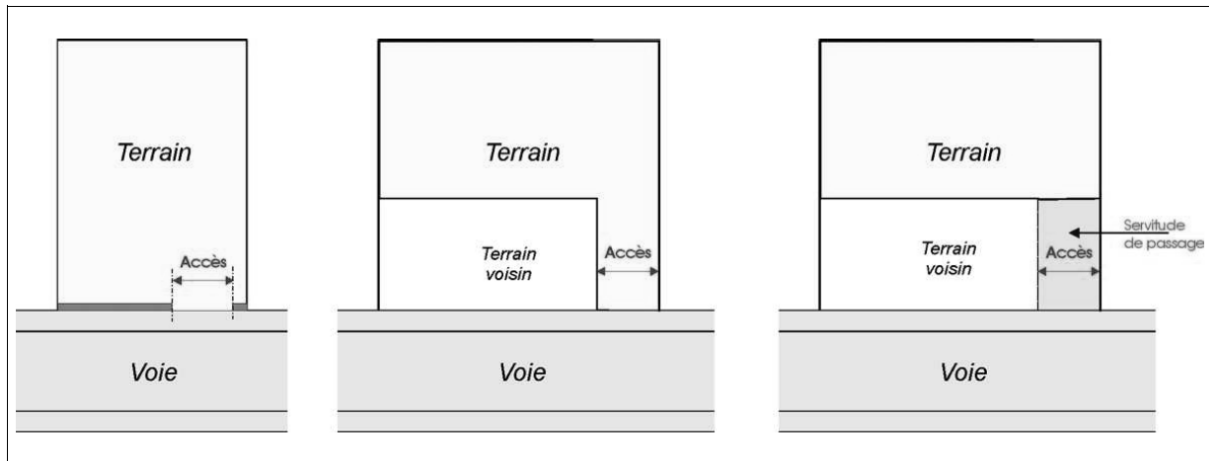 Terrain
Accès
Voie
Terrain
Terrain
voisin
Accès
Voie
Terrain
Terrain
voisin
Accès
Servitude
de passage
Voie